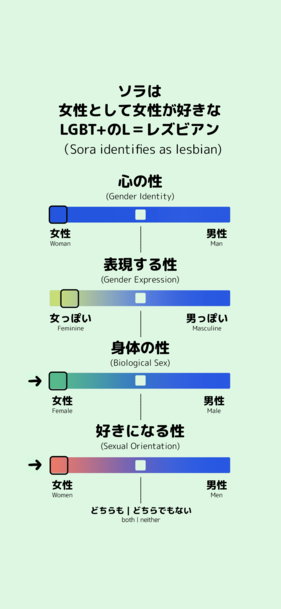 ソラは
女性として女性が好きな
LGBT+のL＝レズビアン
（Sora identifies as lesbian)
心の性
(Gender Identity)
女性 男性
Woman Man
表現する性
(Gender Expression)
女っぽい 男っぽい
Feminine Masculine
身体の性
(Biological Sex)
→
女性 男性
Female Male
好きになる性
(Sexual Orientation)
→
女性 男性
Women Men
どちらも | どちらでもない
both | neither